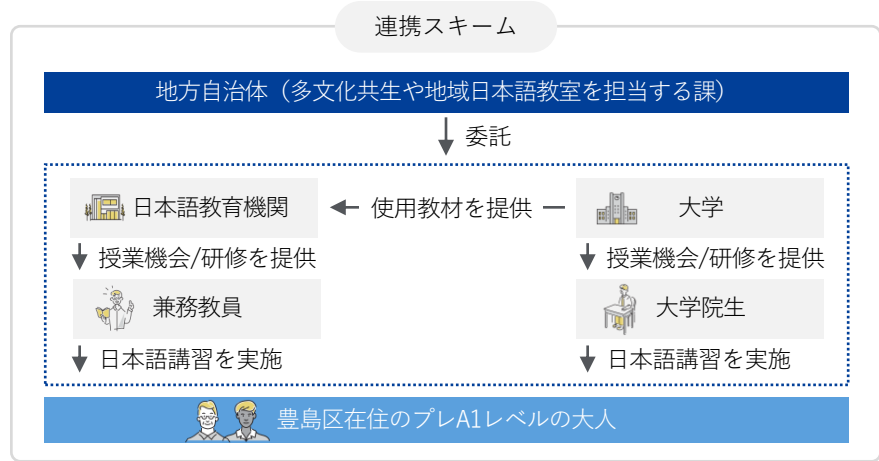 連携スキーム
地方自治体（多文化共生や地域日本語教室を担当する課）
委託
日本語教育機関
使用教材を提供
大学
授業機会/研修を提供
授業機会/研修を提供
兼務教員
大学院生
日本語講習を実施
日本語講習を実施
豊島区在住のプレA1レベルの大人